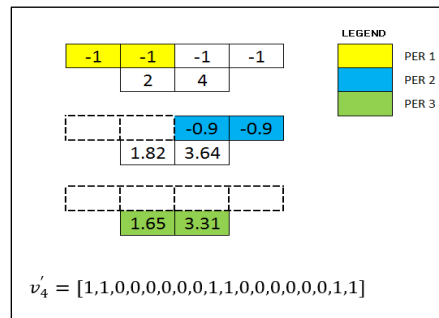 LEGEND
-1 -1 -1 -1 PER 1
2 4 PER 2
PER 3
-0.9 -0.9
1.82 3.64
1.65 3.31
v₄′ = [1,1,0,0,0,0,0,0,1,1,0,0,0,0,0,0,1,1]